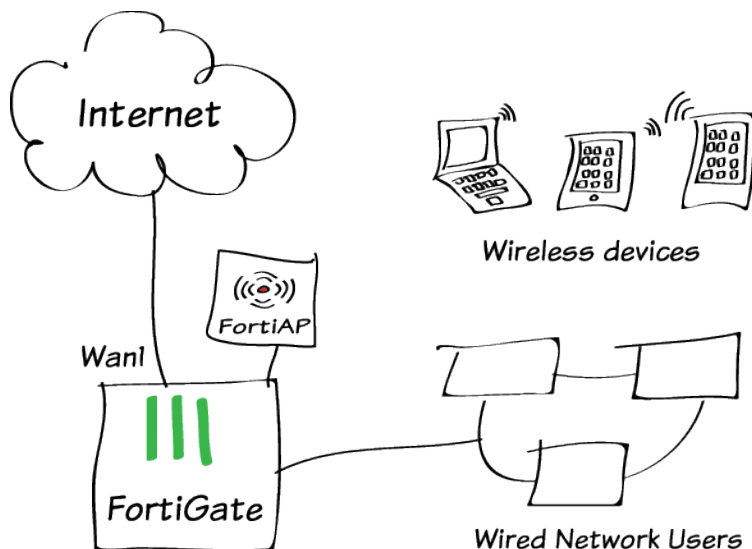 Internet
Wireless devices
FortiAP
Wan1
FortiGate
Wired Network Users